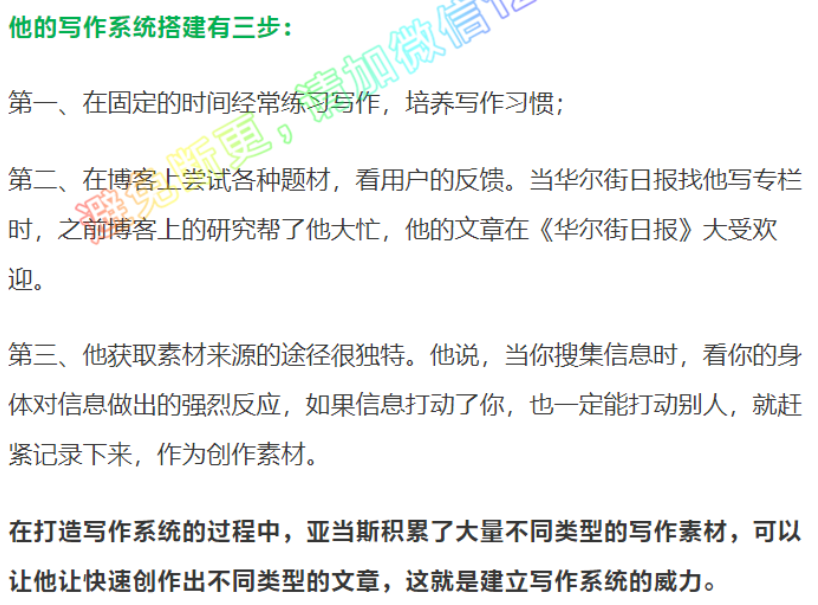 他的写作系统搭建有三步：
第一、在固定的时间经常练习写作，培养写作习惯；
第二、在博客上尝试各种题材，看用户的反馈。当华尔街日报找他写专栏
时，之前博客上的研究帮了他大忙，他的文章在《华尔街日报》大受欢
迎。
第三、他获取素材来源的途径很独特。他说，当你搜集信息时，看你的身
体对信息做出的强烈反应，如果信息打动了你，也一定能打动别人，就赶
紧记录下来，作为创作素材。
在打造写作系统的过程中，亚当斯积累了大量不同类型的写作素材，可以
让他让快速创作出不同类型的文章，这就是建立写作系统的威力。
避免断更，请加微信